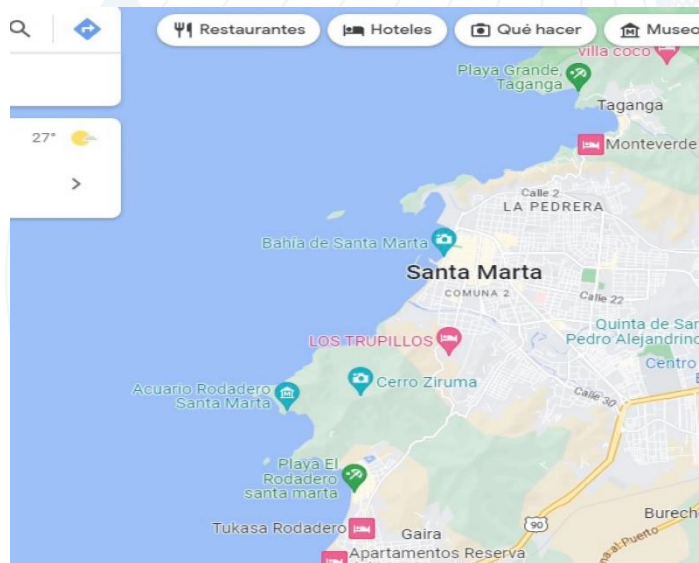 Restaurantes
Hoteles
Qué hacer
Museo
villa coco
Playa Grande,
Taganga
Taganga
27°
Monteverde
Calle 2
LA PEDRERA
Bahía de Santa Marta
Santa Marta
COMUNA 2
Calle 22
Quinta de San
Pedro Alejandrino
LOS TRUPILLOS
Centro
Cerro Ziruma
Acuario Rodadero
Santa Marta
Calle 30
Playa El
Rodadero
santa marta
Tukasa Rodadero
Gaira
90
Burech
Apartamentos Reserva
al Puerto